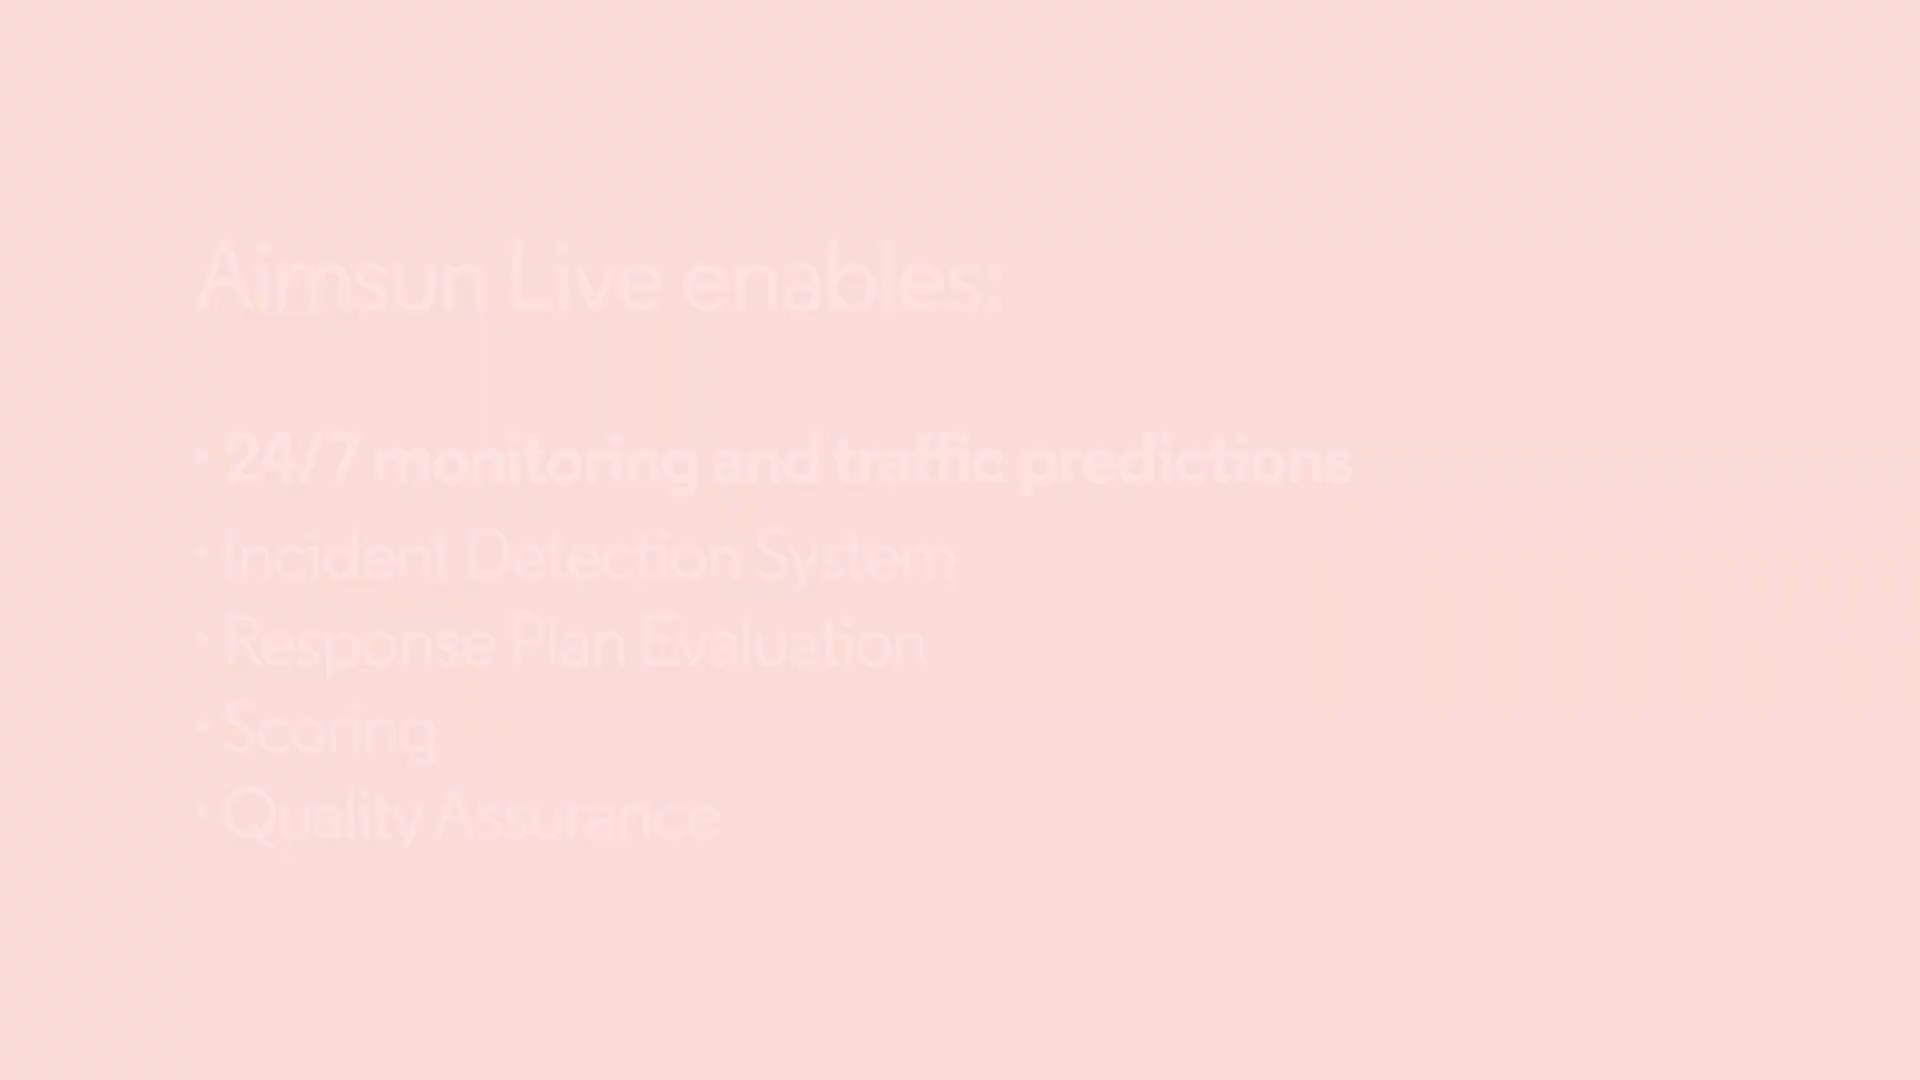 Aimsun Live enables:
· 24/7 monitoring and traffic predictions
· Incident Detection System
· Response Plan Evaluation
· Scoring
· Quality Assurance